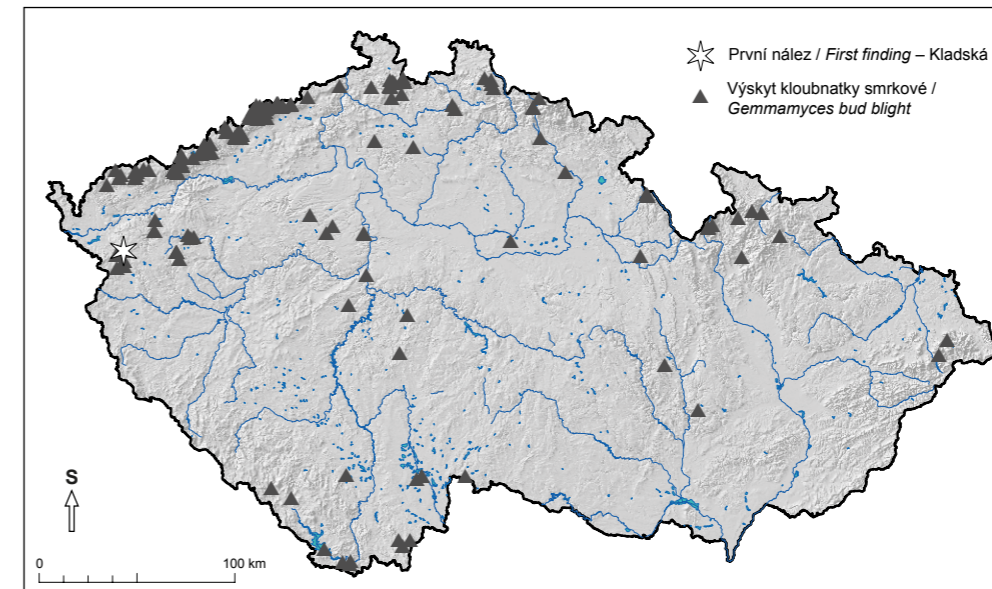 První nález / First finding – Kladská
Výskyt kloubnatky smrkové /
Gemmamyces bud blight
S
0 100 km